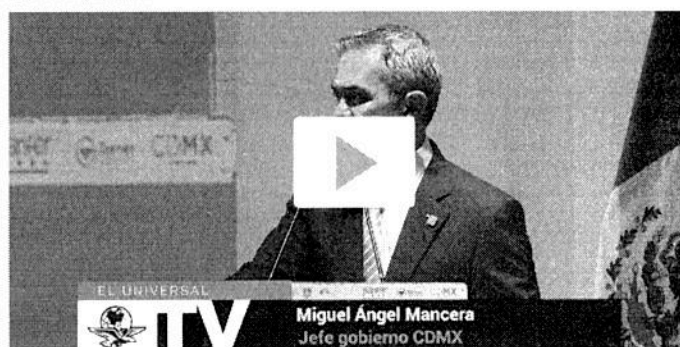 CDMX
EL UNIVERSAL
TV
Miguel Ángel Mancera
Jefe gobierno CDMX